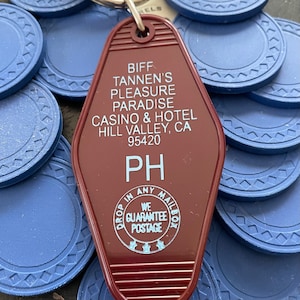 BIFF
TANNEN'S
PLEASURE
PARADISE
CASINO & HOTEL
HILL VALLEY, CA
95420
PH
DROP IN ANY MAILBOX
WE
GUARANTEE
POSTAGE